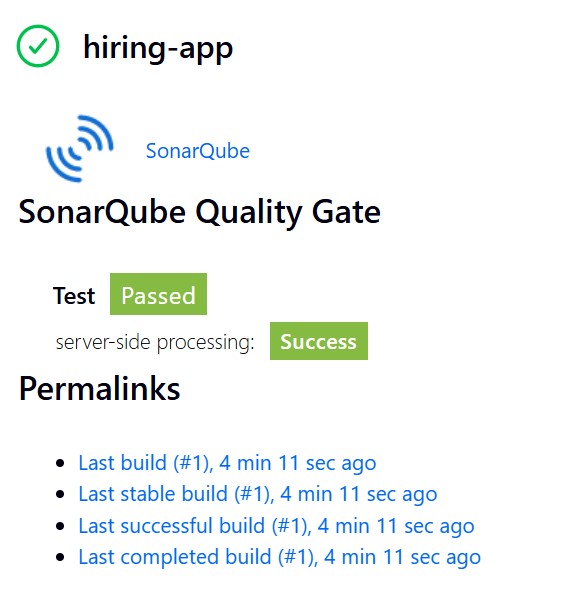 hiring-app
SonarQube
SonarQube Quality Gate
Test Passed
server-side processing: Success
Permalinks
Last build (#1), 4 min 11 sec ago
Last stable build (#1), 4 min 11 sec ago
Last successful build (#1), 4 min 11 sec ago
Last completed build (#1), 4 min 11 sec ago